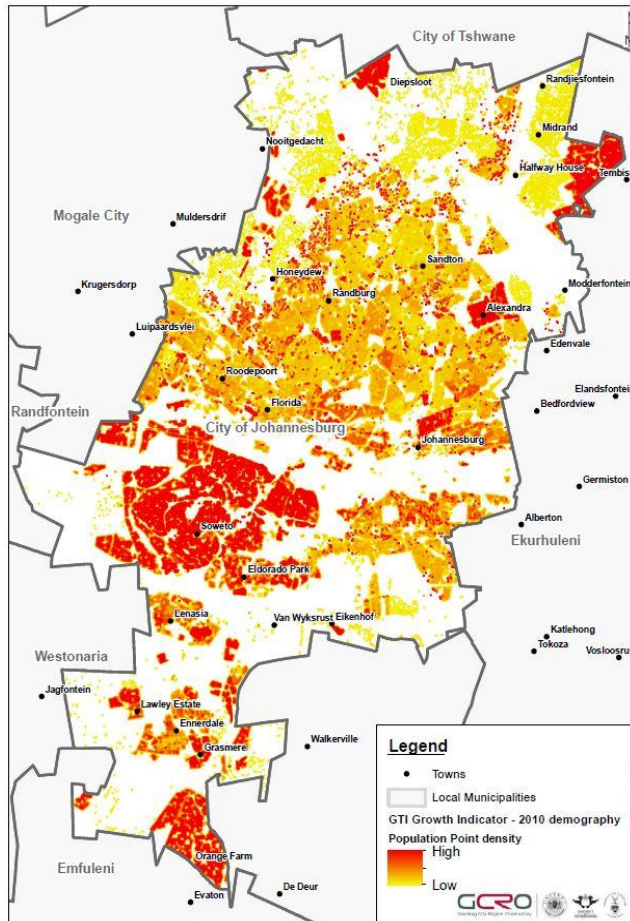 City of Tshwane
Diepsloot
Randjiesfontein
Nooitgedacht
Midrand
Halfway House
Tembis
Mogale City
Muldersdrif
Sandton
Krugersdorp
Honeydew
Randburg
Modderfontein
Alexandra
Luipaardsvlei
Edenvale
Roodepoort
Elandsfontein
Randfontein
Florida
Bedfordview
City of Johannesburg
Johannesburg
Germiston
Soweto
Alberton
Ekurhuleni
Eldorado Park
Lenasia
Van Wyksrust
Eikenhof
Katlehong
Tokoza
Vosloosrus
Westonaria
Jagfontein
Lawley Estate
Ennerdale
Grasmere
Walkerville
Orange Farm
Emfuleni
Evaton
De Deur
Legend
Towns
Local Municipalities
GTI Growth Indicator - 2010 demography
Population Point density
High
Low
GCRO